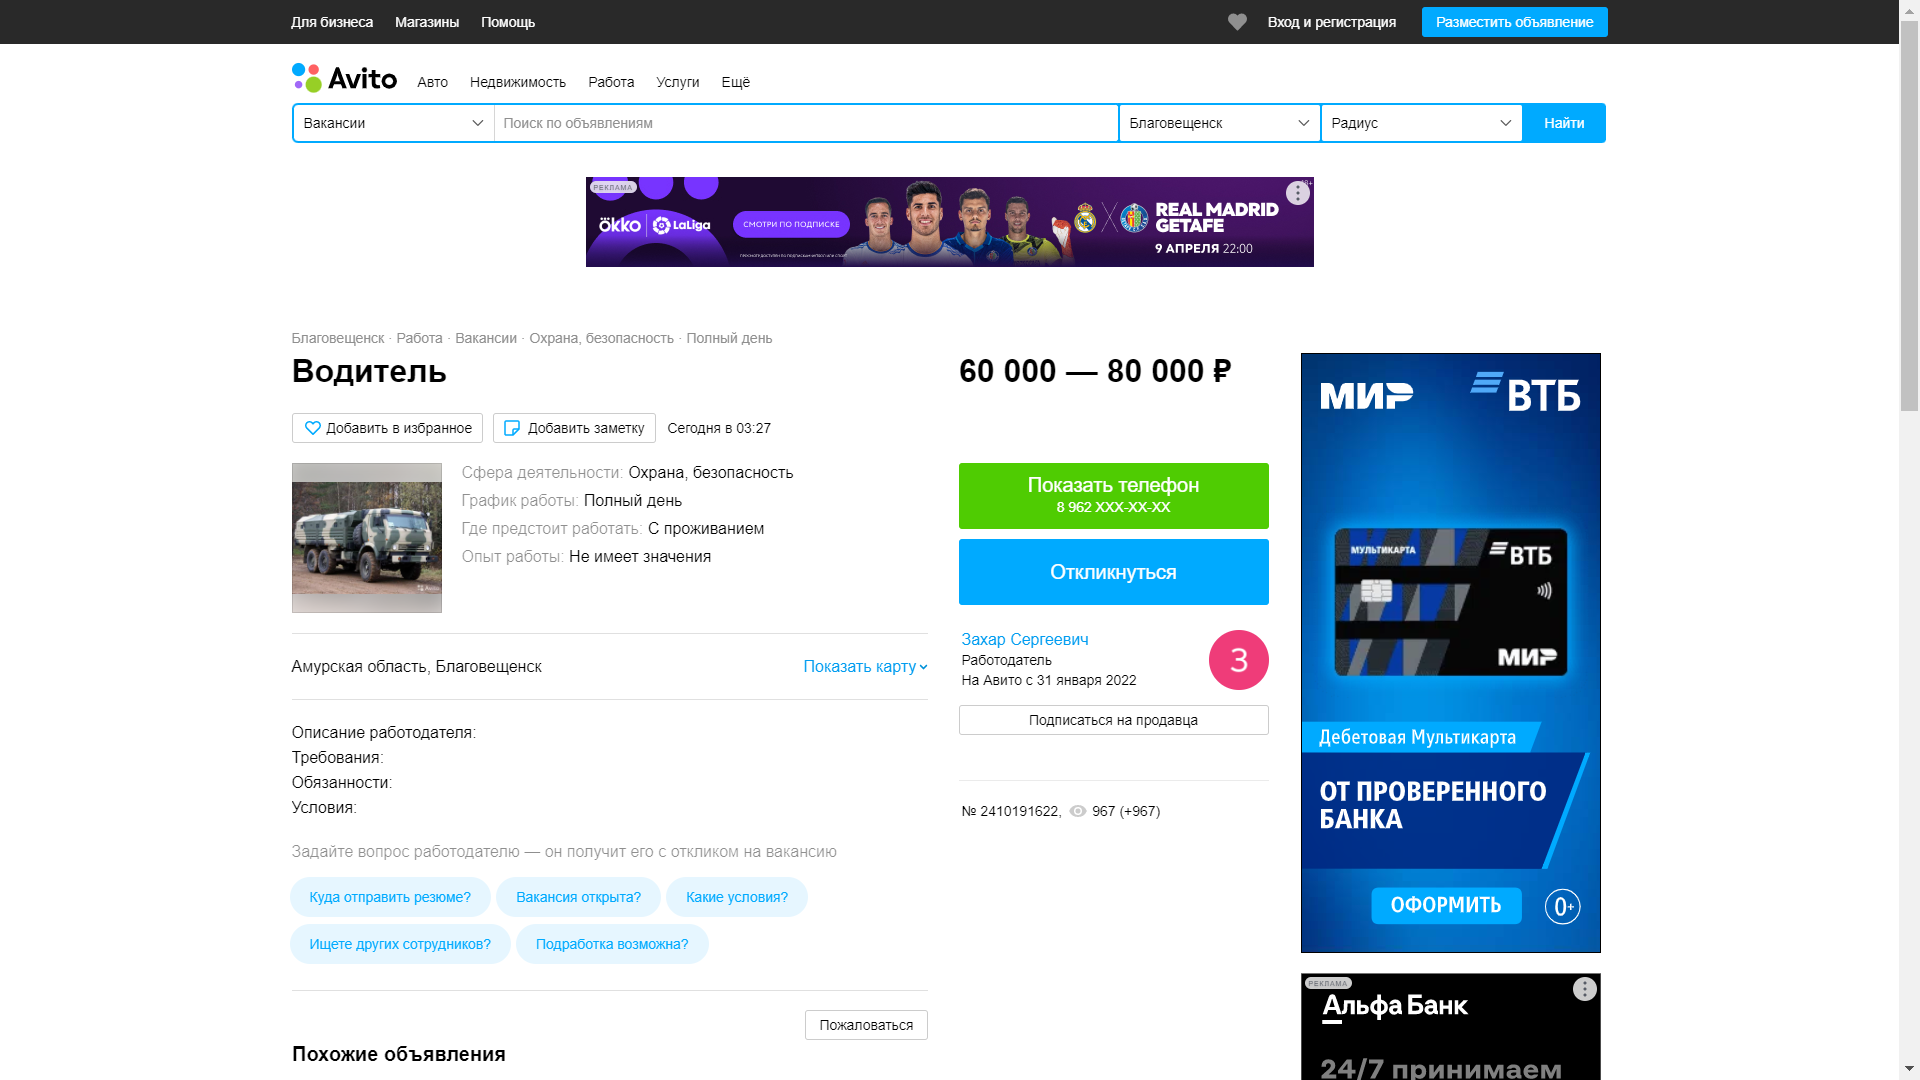 Для бизнеса
Магазины
Помощь
Вход и регистрация
Разместить объявление
Avito
Авто
Недвижимость
Работа
Услуги
Ещё
Вакансии
Поиск по объявлениям
Благовещенск
Радиус
Найти
РЕКЛАМА
okko
LaLiga
СМОТРИ ПО ПОДПИСКЕ
REAL MADRID
GETAFE
9 АПРЕЛЯ 22:00
Благовещенск · Работа · Вакансии · Охрана, безопасность · Полный день
Водитель
60 000 — 80 000 ₽
Добавить в избранное
Добавить заметку
Сегодня в 03:27
Сфера деятельности: Охрана, безопасность
График работы: Полный день
Где предстоит работать: С проживанием
Опыт работы: Не имеет значения
Показать телефон
8 962 XXX-XX-XX
Откликнуться
Захар Сергеевич
Работодатель
На Авито с 31 января 2022
З
Подписаться на продавца
№ 2410191622, 967 (+967)
Амурская область, Благовещенск
Показать карту
Описание работодателя:
Требования:
Обязанности:
Условия:
Задайте вопрос работодателю — он получит его с откликом на вакансию
Куда отправить резюме?
Вакансия открыта?
Какие условия?
Ищете других сотрудников?
Подработка возможна?
Пожаловаться
Похожие объявления
МИР
ВТБ
МУЛЬТИКАРТА
ВТБ
МИР
Дебетовая Мультикарта
ОТ ПРОВЕРЕННОГО
БАНКА
ОФОРМИТЬ
0+
РЕКЛАМА
Альфа Банк
24/7 принимаем